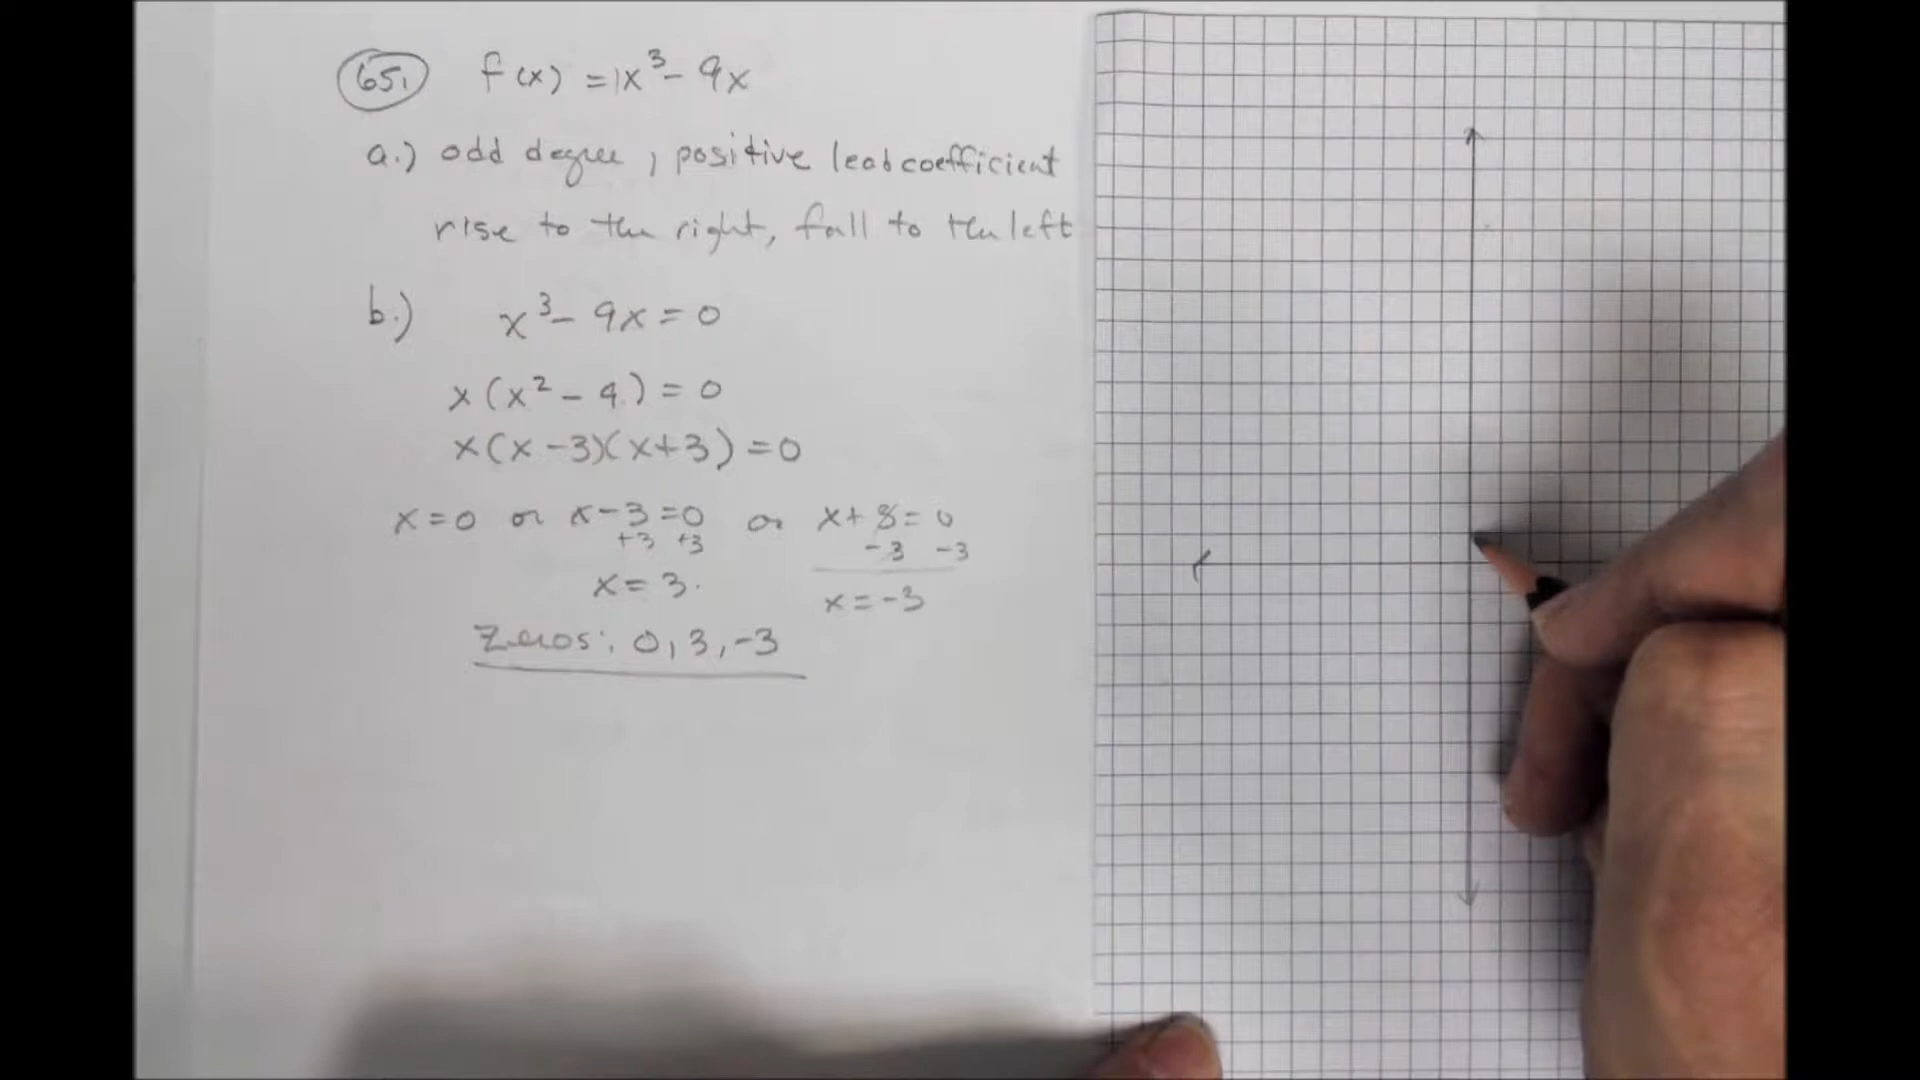 65. f(x) = 1x³ - 9x
a.) odd degree, positive lead coefficient
rise to the right, fall to the left
b.) x³ - 9x = 0
x(x² - 9) = 0
x(x - 3)(x + 3) = 0
x = 0 or x - 3 = 0 or x + 3 = 0
+3 +3 -3 -3
x = 3. x = -3
Zeros: 0, 3, -3